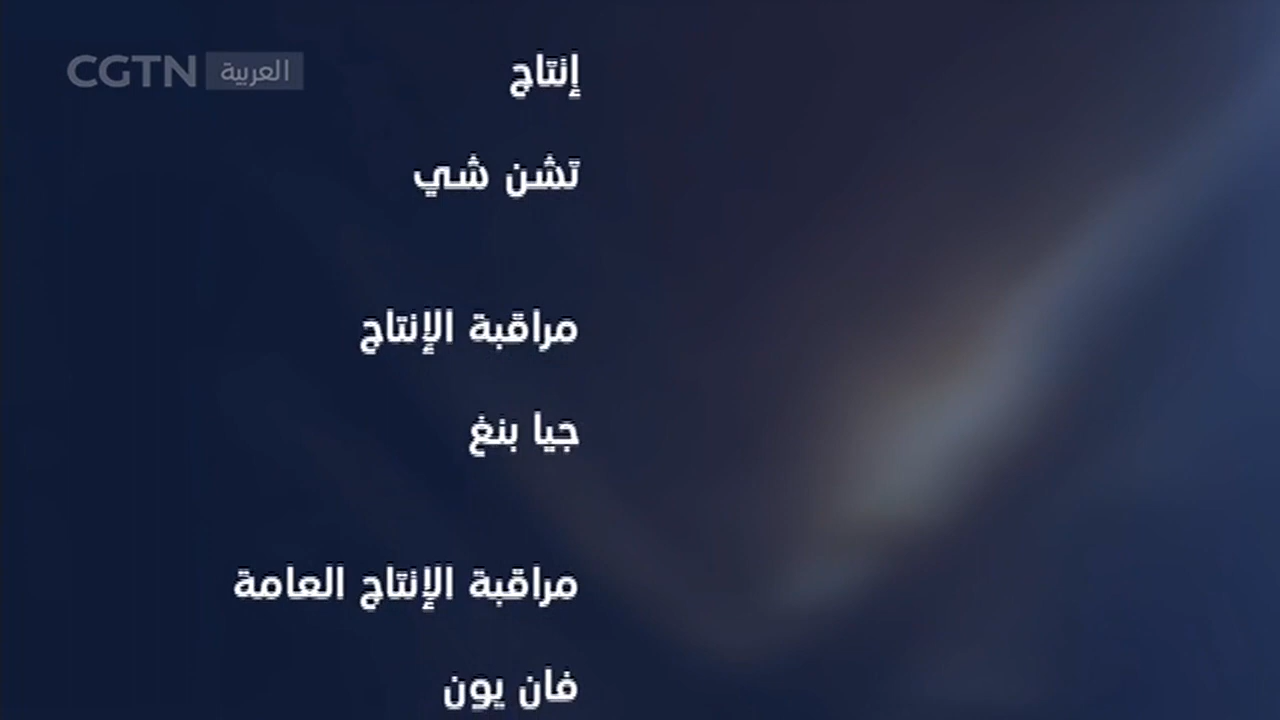 CGTN العربية
إنتاج
تشن شي
مراقبة الإنتاج
جيا بنغ
مراقبة الإنتاج العامة
فان يون